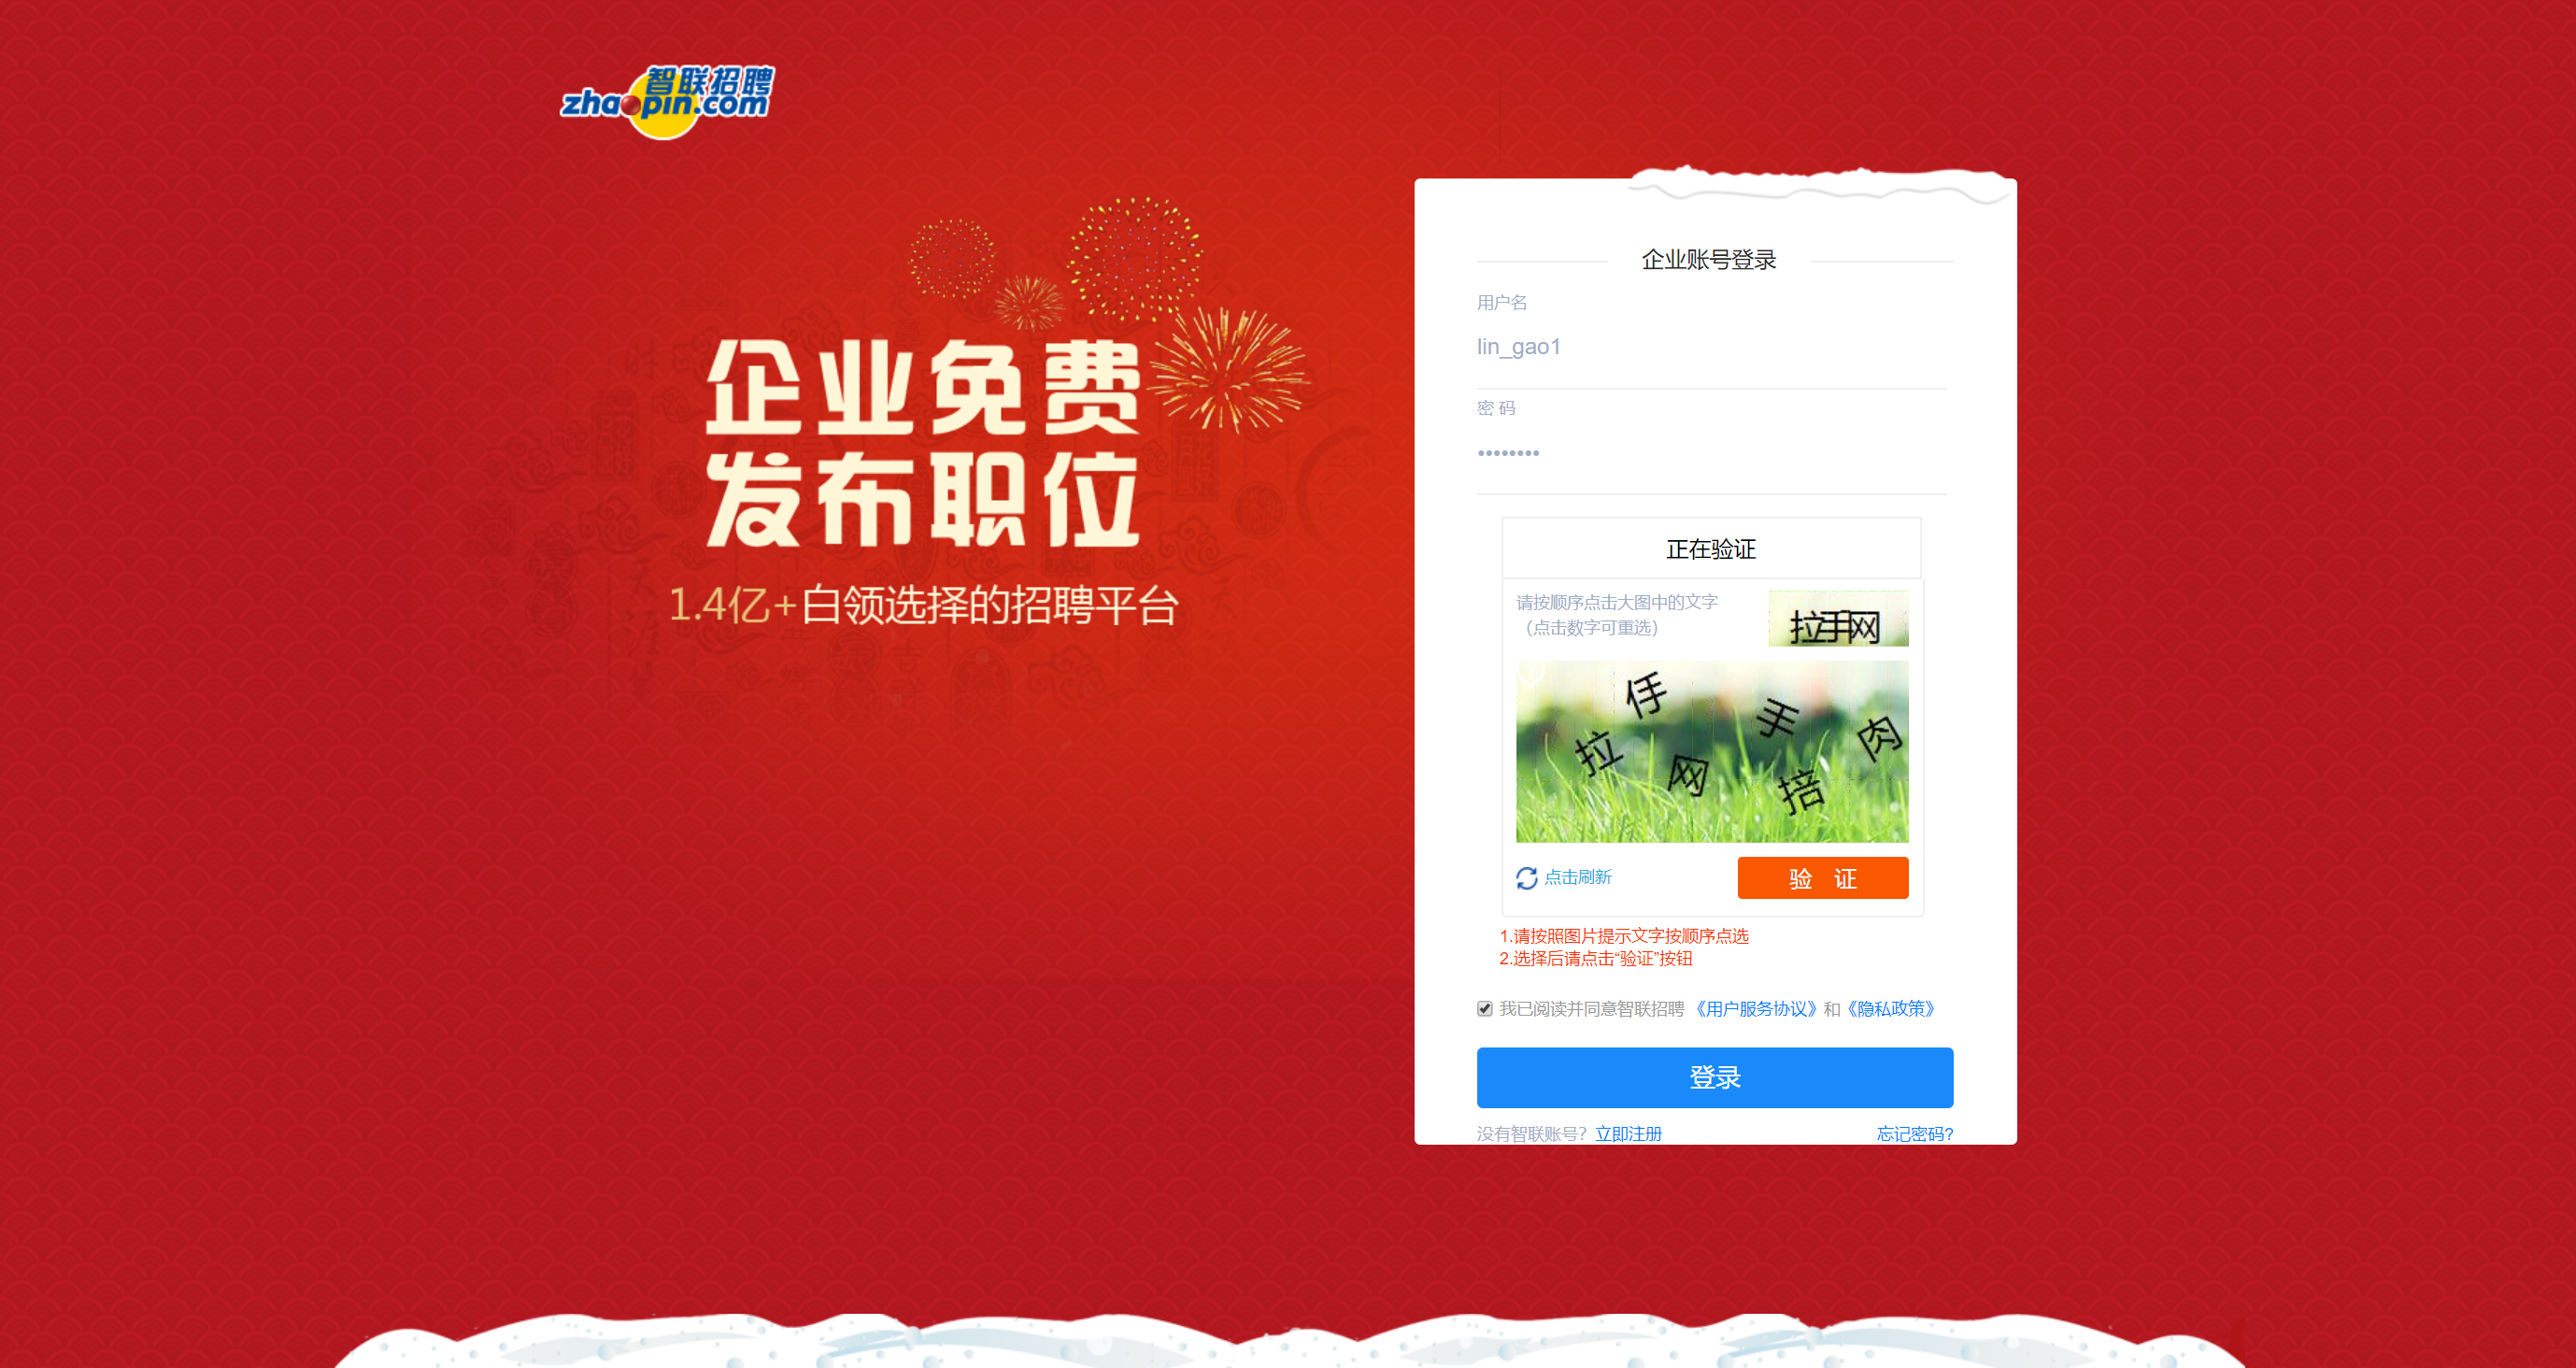 智联招聘
zhaopin.com
企业免费
发布职位
1.4亿+白领选择的招聘平台
企业账号登录
用户名
lin_gao1
密 码
••••••••
正在验证
请按顺序点击大图中的文字
（点击数字可重选）
拉手网
仔 手 肉
拉 网 掊
点击刷新
验 证
1.请按照图片提示文字按顺序点选
2.选择后请点击“验证”按钮
我已阅读并同意智联招聘 《用户服务协议》和《隐私政策》
登录
没有智联账号？立即注册
忘记密码?